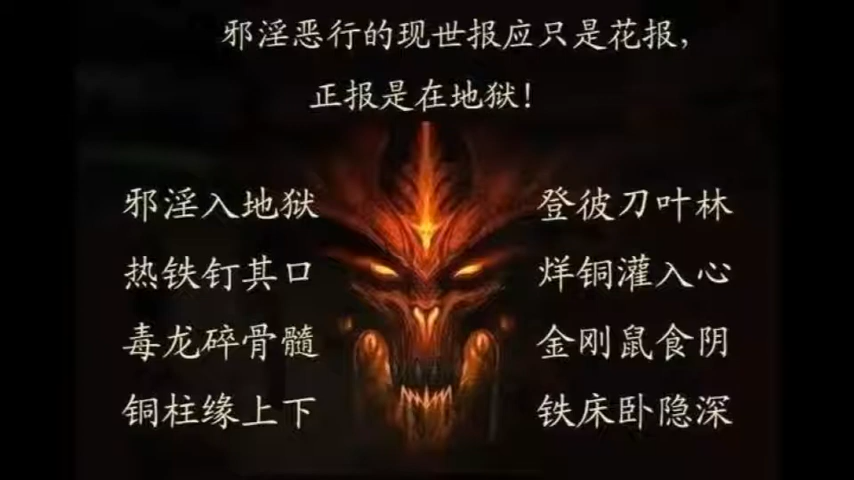 邪淫恶行的现世报应只是花报，
正报是在地狱！
邪淫入地狱 登彼刀叶林
热铁钉其口 烊铜灌入心
毒龙碎骨髓 金刚鼠食阴
铜柱缘上下 铁床卧隐深